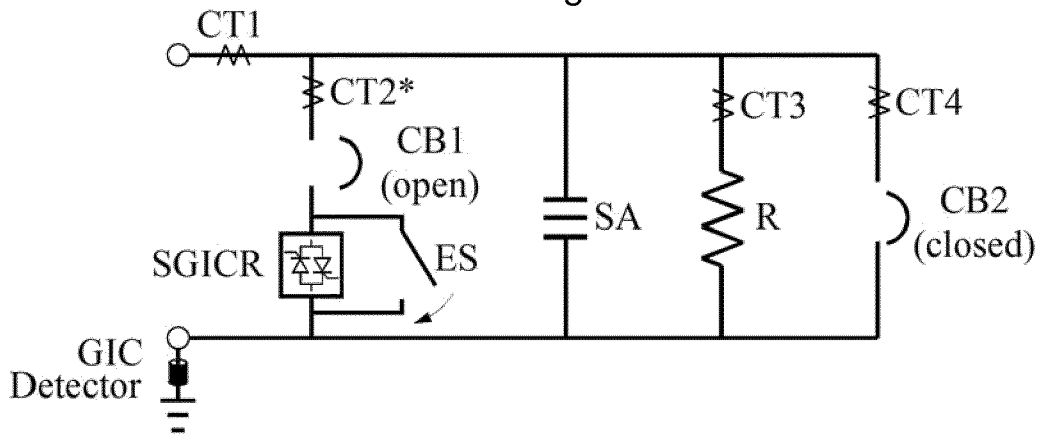 CT1
CT2*
CT3
CT4
CB1
(open)
CB2
(closed)
SA
R
SGICR
ES
GIC
Detector